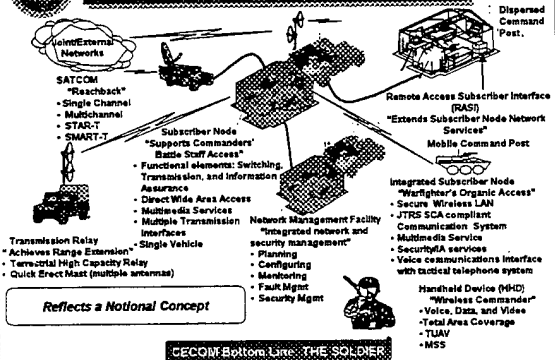 Dispersed
Command
Post
Joint/External
Networks
SATCOM
"Reachback"
• Single Channel
• Multichannel
• STAR-T
• SMART-T
Subscriber Node
"Supports Commanders'
Battle Staff Access"
• Functional elements: Switching,
Transmission, and Information
Assurance
• Direct Wide Area Access
• Multimedia Services
• Multiple Transmission
Interfaces
• Single Vehicle
Remote Access Subscriber Interface
(RASI)
"Extends Subscriber Node Network
Services"
Mobile Command Post
Integrated Subscriber Node
"Warfighter's Organic Access"
• Secure Wireless LAN
• JTRS SCA compliant
Communication System
• Multimedia Service
• Security/IA services
• Voice communications interface
with tactical telephone system
Network Management Facility
"Integrated network and
security management"
• Planning
• Configuring
• Monitoring
• Fault Mgmt
• Security Mgmt
Transmission Relay
"Achieves Range Extension"
• Terrestrial High Capacity Relay
• Quick Erect Mast (multiple antennas)
Handheld Device (HHD)
"Wireless Commander"
• Voice, Data, and Video
• Total Area Coverage
• TUAV
• MSS
Reflects a Notional Concept
CECOM Bottom Line: THE SOLDIER